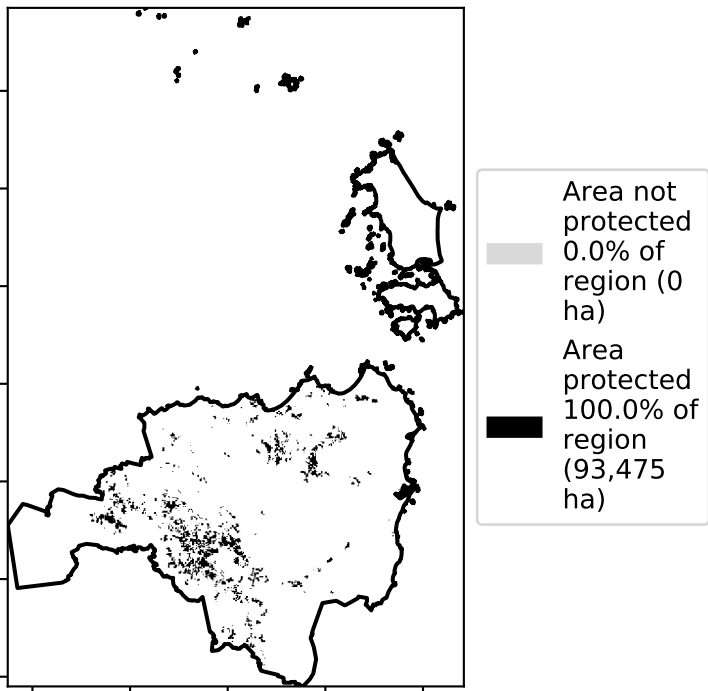 Area not
protected
0.0% of
region (0
ha)
Area
protected
100.0% of
region
(93,475
ha)